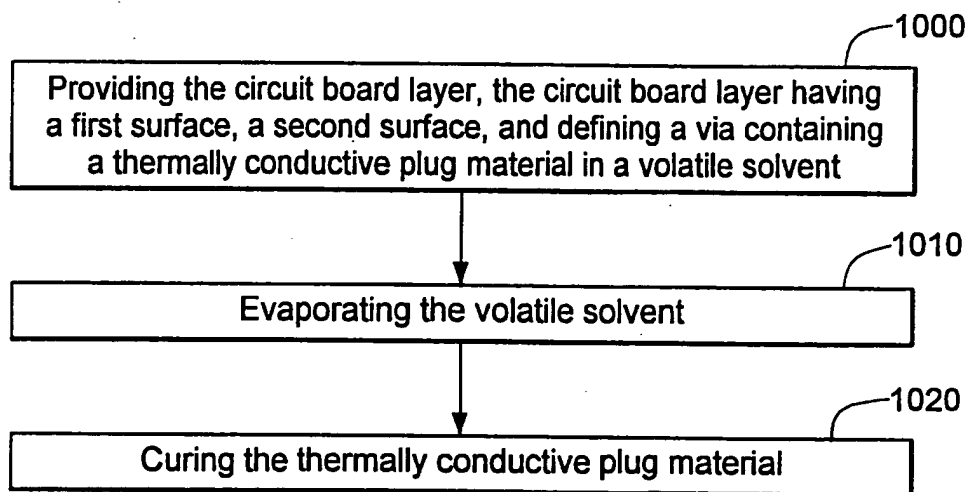 1000
Providing the circuit board layer, the circuit board layer having
a first surface, a second surface, and defining a via containing
a thermally conductive plug material in a volatile solvent
1010
Evaporating the volatile solvent
1020
Curing the thermally conductive plug material